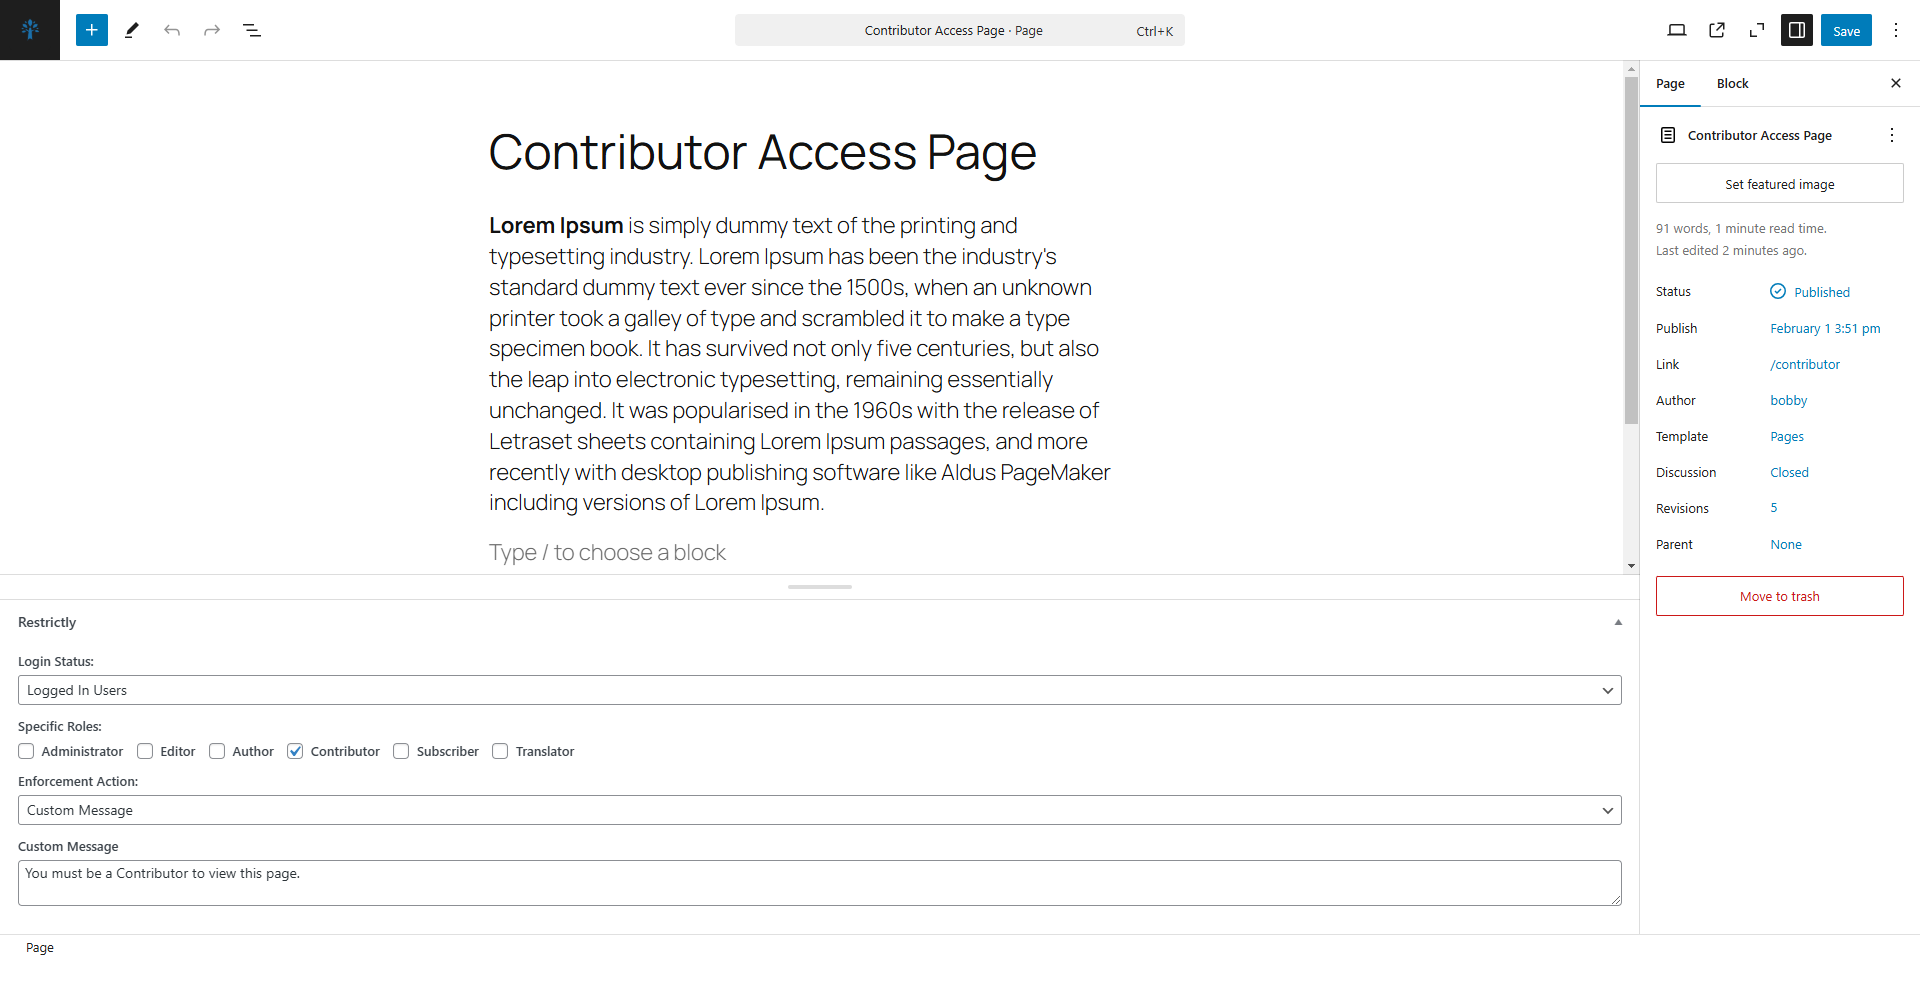 Contributor Access Page · Page
Ctrl+K
Save
Contributor Access Page
Lorem Ipsum is simply dummy text of the printing and
typesetting industry. Lorem Ipsum has been the industry's
standard dummy text ever since the 1500s, when an unknown
printer took a galley of type and scrambled it to make a type
specimen book. It has survived not only five centuries, but also
the leap into electronic typesetting, remaining essentially
unchanged. It was popularised in the 1960s with the release of
Letraset sheets containing Lorem Ipsum passages, and more
recently with desktop publishing software like Aldus PageMaker
including versions of Lorem Ipsum.
Type / to choose a block
Restrictly
Login Status:
Logged In Users
Specific Roles:
Administrator Editor Author Contributor Subscriber Translator
Enforcement Action:
Custom Message
Custom Message
You must be a Contributor to view this page.
Page
Page Block
Contributor Access Page
Set featured image
91 words, 1 minute read time.
Last edited 2 minutes ago.
Status Published
Publish February 1 3:51 pm
Link /contributor
Author bobby
Template Pages
Discussion Closed
Revisions 5
Parent None
Move to trash